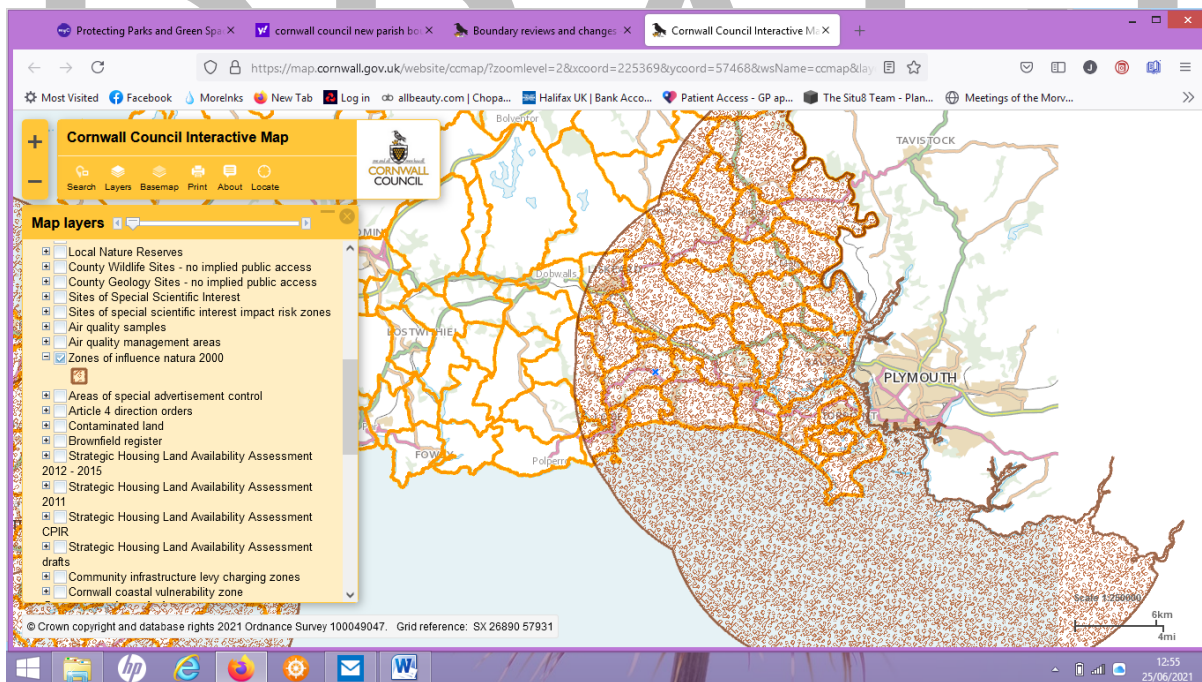 Protecting Parks and Green Spa
cornwall council new parish bo
Boundary reviews and changes
Cornwall Council Interactive Ma
https://map.cornwall.gov.uk/website/ccmap/?zoomlevel=2&xcoord=225369&ycoord=57468&wsName=ccmap&lay
Most Visited Facebook MoreInks New Tab Log in allbeauty.com | Chopa... Halifax UK | Bank Acco... Patient Access - GP ap... The Situ8 Team - Plan... Meetings of the Morv...
Cornwall Council Interactive Map
Search Layers Basemap Print About Locate
CORNWALL
COUNCIL
Map layers
Local Nature Reserves
County Wildlife Sites - no implied public access
County Geology Sites - no implied public access
Sites of Special Scientific Interest
Sites of special scientific interest impact risk zones
Air quality samples
Air quality management areas
Zones of influence natura 2000
Areas of special advertisement control
Article 4 direction orders
Contaminated land
Brownfield register
Strategic Housing Land Availability Assessment
2012 - 2015
Strategic Housing Land Availability Assessment
2011
Strategic Housing Land Availability Assessment
CPIR
Strategic Housing Land Availability Assessment
drafts
Community infrastructure levy charging zones
Cornwall coastal vulnerability zone
Bolventor
TAVISTOCK
Dobwalls
LOSTWITHIEL
PLYMOUTH
FOWEY
Polperro
Scale 1:250000
6km
4mi
© Crown copyright and database rights 2021 Ordnance Survey 100049047. Grid reference: SX 26890 57931
12:55
25/06/2021